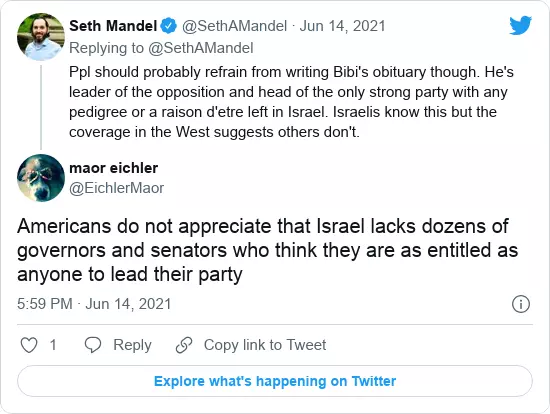 Seth Mandel @SethAMandel · Jun 14, 2021
Replying to @SethAMandel
Ppl should probably refrain from writing Bibi's obituary though. He's
leader of the opposition and head of the only strong party with any
pedigree or a raison d'etre left in Israel. Israelis know this but the
coverage in the West suggests others don't.
maor eichler
@EichlerMaor
Americans do not appreciate that Israel lacks dozens of
governors and senators who think they are as entitled as
anyone to lead their party
5:59 PM · Jun 14, 2021
1 Reply Copy link to Tweet
Explore what's happening on Twitter